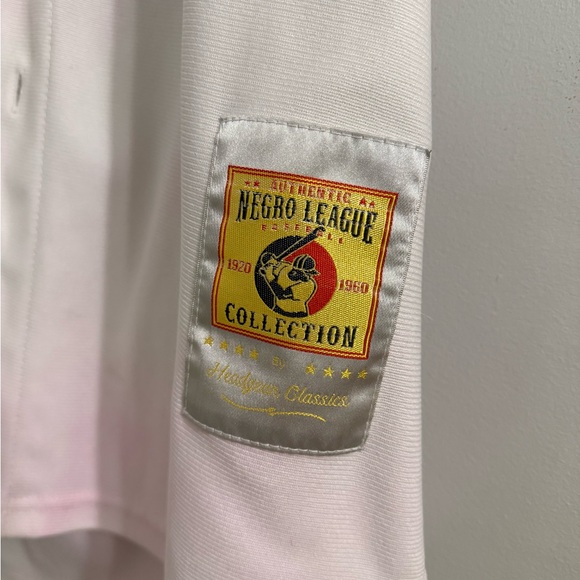 ★★ AUTHENTIC ★★
NEGRO LEAGUE
BASEBALL
1920 1960
COLLECTION
★★★★ BY ★★★★
Headgear Classics